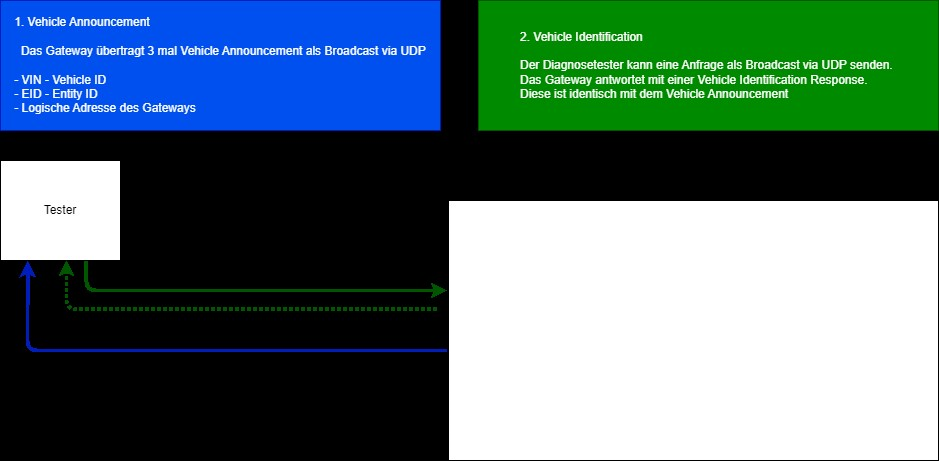 1. Vehicle Announcement
Das Gateway übertragt 3 mal Vehicle Announcement als Broadcast via UDP
- VIN - Vehicle ID
- EID - Entity ID
- Logische Adresse des Gateways
2. Vehicle Identification
Der Diagnosetester kann eine Anfrage als Broadcast via UDP senden.
Das Gateway antwortet mit einer Vehicle Identification Response.
Diese ist identisch mit dem Vehicle Announcement
Tester